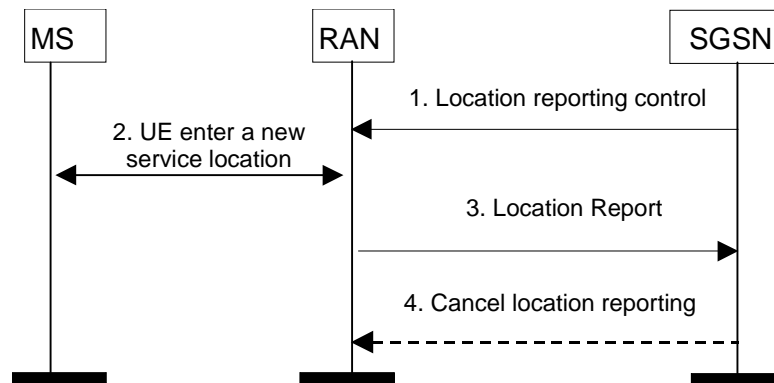 MS
RAN
SGSN
1. Location reporting control
2. UE enter a new
service location
3. Location Report
4. Cancel location reporting